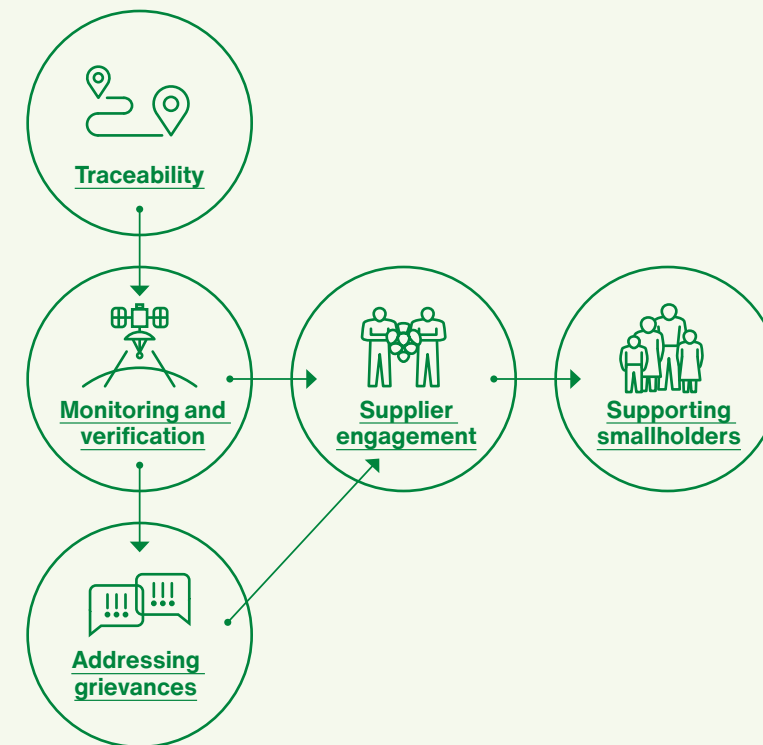 Traceability
Monitoring and
verification
Supplier
engagement
Supporting
smallholders
Addressing
grievances